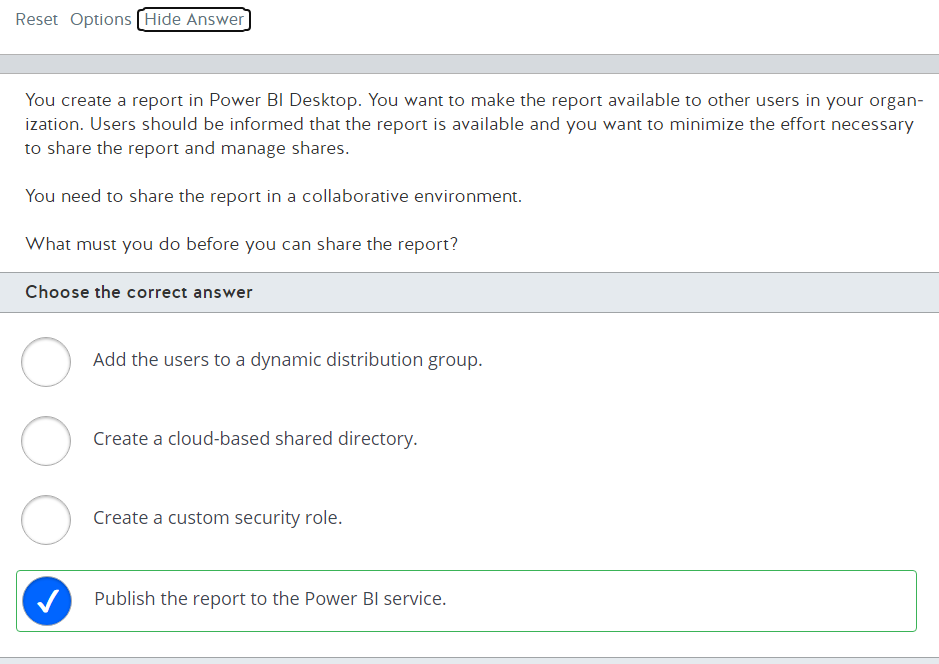 Reset Options Hide Answer
You create a report in Power BI Desktop. You want to make the report available to other users in your organ-
ization. Users should be informed that the report is available and you want to minimize the effort necessary
to share the report and manage shares.
You need to share the report in a collaborative environment.
What must you do before you can share the report?
Choose the correct answer
Add the users to a dynamic distribution group.
Create a cloud-based shared directory.
Create a custom security role.
Publish the report to the Power BI service.